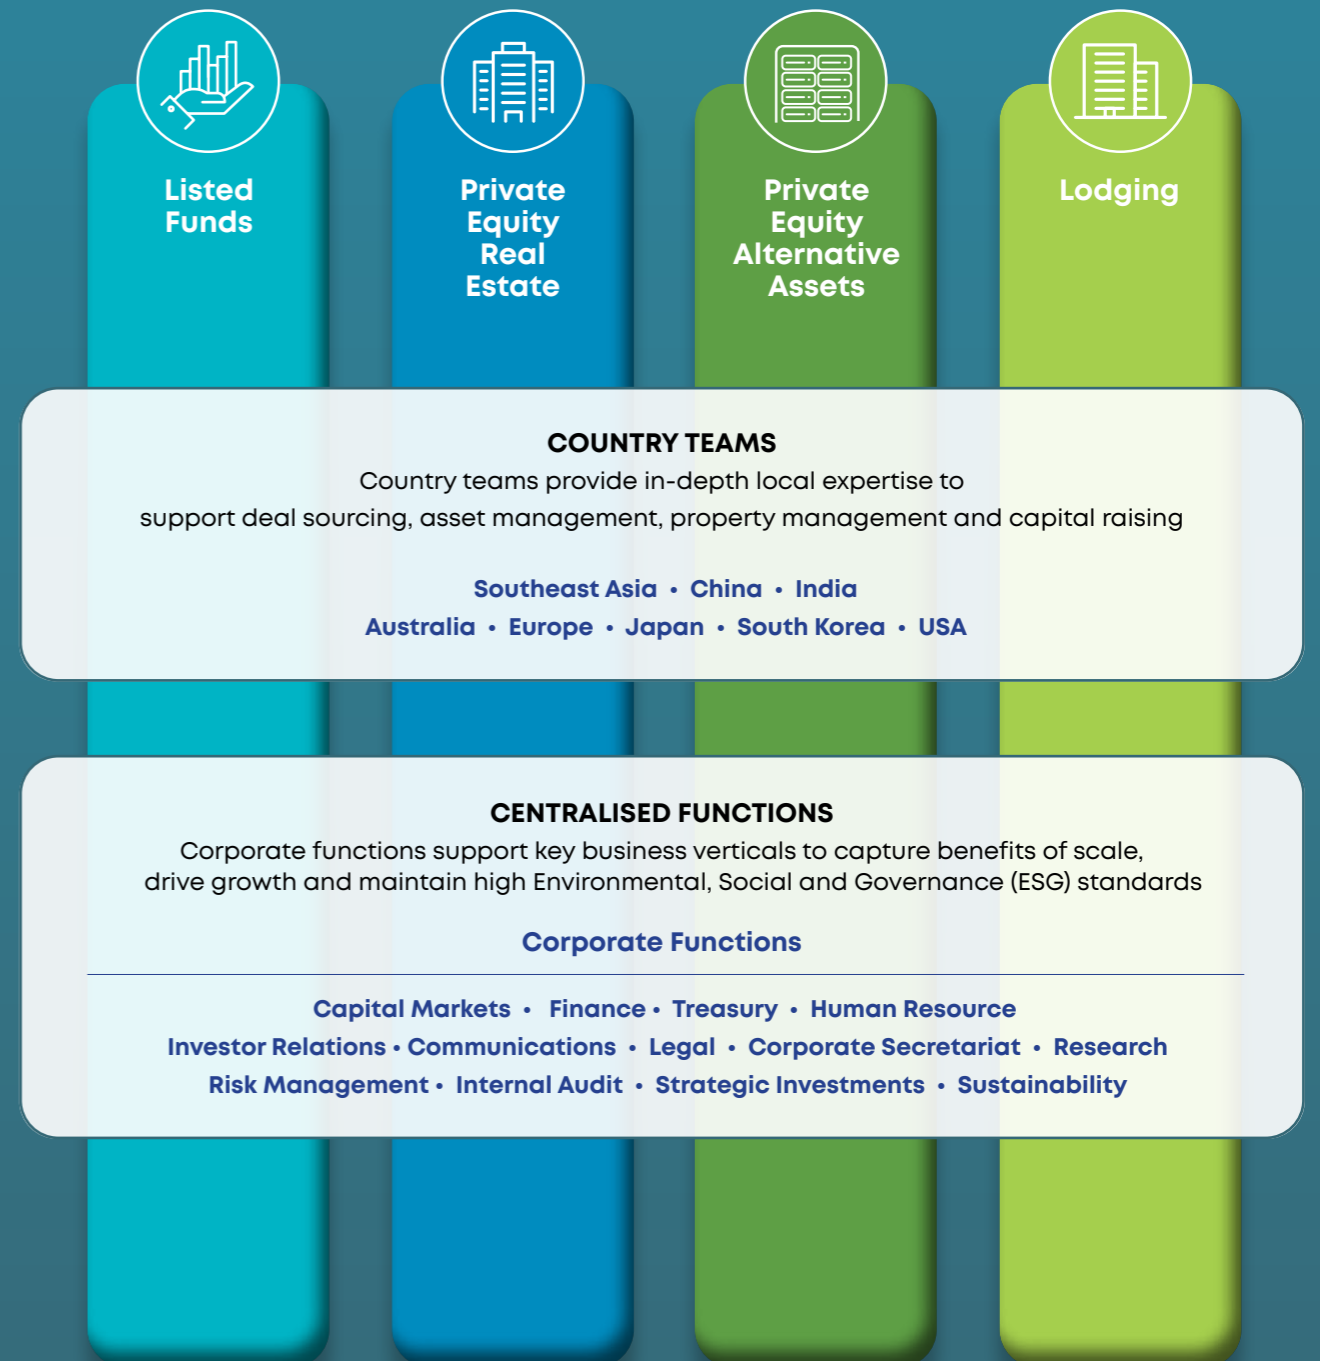 Listed
Funds
Private
Equity
Real
Estate
Private
Equity
Alternative
Assets
Lodging
COUNTRY TEAMS
Country teams provide in-depth local expertise to
support deal sourcing, asset management, property management and capital raising
Southeast Asia • China • India
Australia • Europe • Japan • South Korea • USA
CENTRALISED FUNCTIONS
Corporate functions support key business verticals to capture benefits of scale,
drive growth and maintain high Environmental, Social and Governance (ESG) standards
Corporate Functions
Capital Markets • Finance • Treasury • Human Resource
Investor Relations • Communications • Legal • Corporate Secretariat • Research
Risk Management • Internal Audit • Strategic Investments • Sustainability